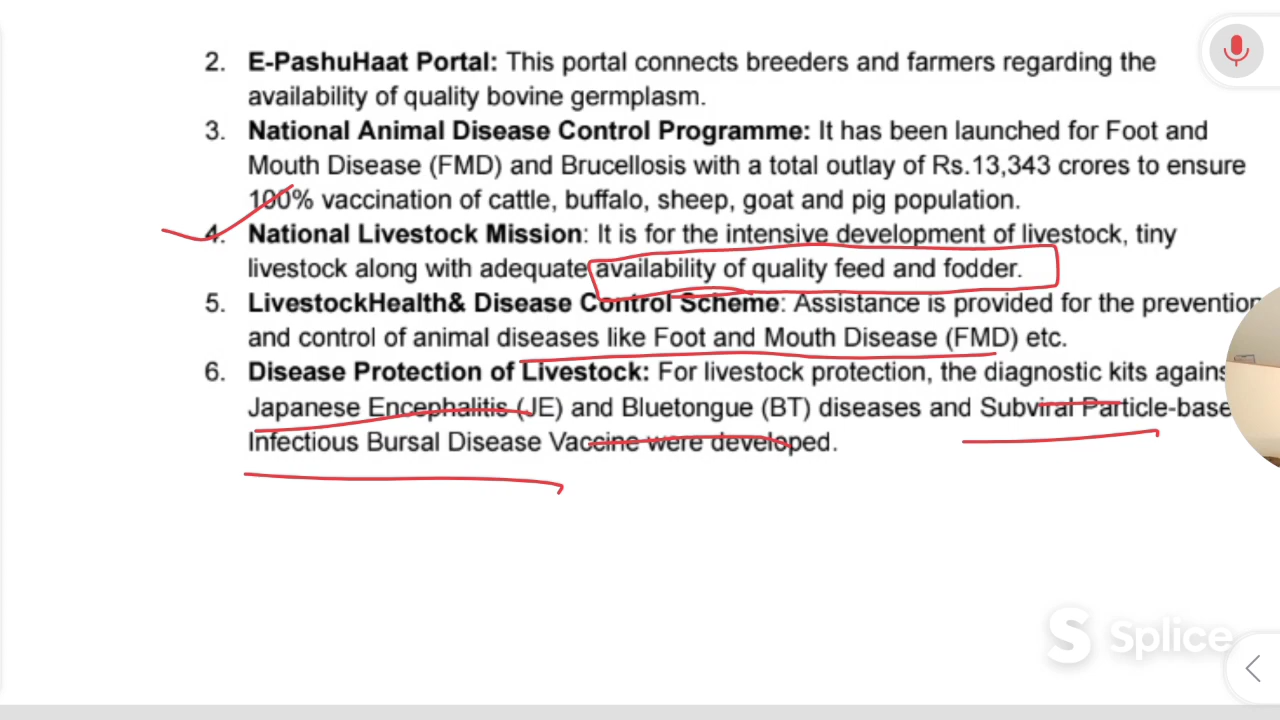 2. E-PashuHaat Portal: This portal connects breeders and farmers regarding the
availability of quality bovine germplasm.
3. National Animal Disease Control Programme: It has been launched for Foot and
Mouth Disease (FMD) and Brucellosis with a total outlay of Rs.13,343 crores to ensure
100% vaccination of cattle, buffalo, sheep, goat and pig population.
4. National Livestock Mission: It is for the intensive development of livestock, tiny
livestock along with adequate availability of quality feed and fodder.
5. LivestockHealth& Disease Control Scheme: Assistance is provided for the prevention
and control of animal diseases like Foot and Mouth Disease (FMD) etc.
6. Disease Protection of Livestock: For livestock protection, the diagnostic kits agains
Japanese Encephalitis (JE) and Bluetongue (BT) diseases and Subviral Particle-base
Infectious Bursal Disease Vaccine were developed.
S Splice